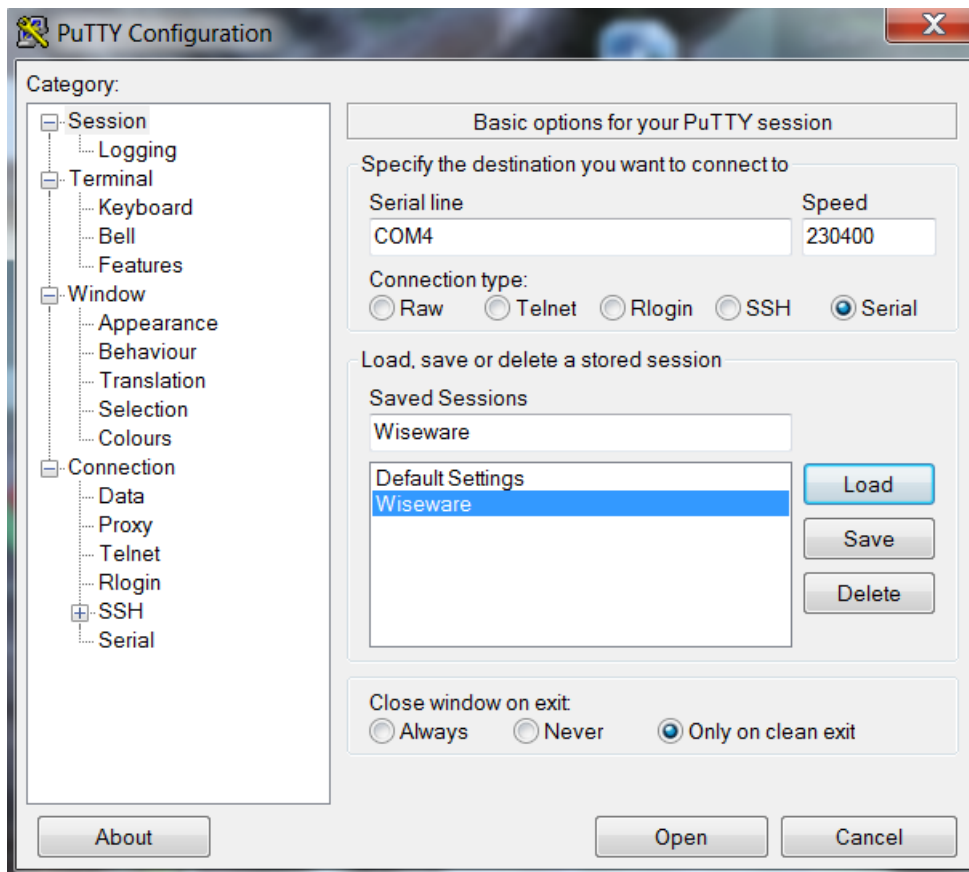 PuTTY Configuration
Category:
Session
Logging
Terminal
Keyboard
Bell
Features
Window
Appearance
Behaviour
Translation
Selection
Colours
Connection
Data
Proxy
Telnet
Rlogin
SSH
Serial
Basic options for your PuTTY session
Specify the destination you want to connect to
Serial line Speed
COM4 230400
Connection type:
Raw Telnet Rlogin SSH Serial
Load, save or delete a stored session
Saved Sessions
Wiseware
Default Settings
Wiseware
Load
Save
Delete
Close window on exit:
Always Never Only on clean exit
About Open Cancel